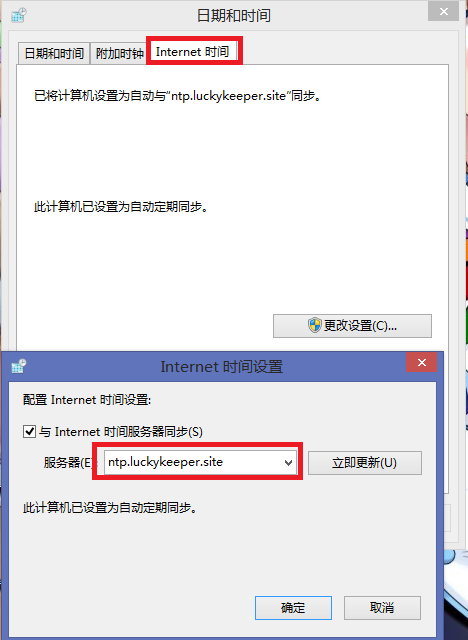 日期和时间
日期和时间 附加时钟 Internet 时间
已将计算机设置为自动与“ntp.luckykeeper.site”同步。
此计算机已设置为自动定期同步。
更改设置(C)...
Internet 时间设置
配置 Internet 时间设置:
与 Internet 时间服务器同步(S)
服务器(E) ntp.luckykeeper.site 立即更新(U)
此计算机已设置为自动定期同步。
确定 取消